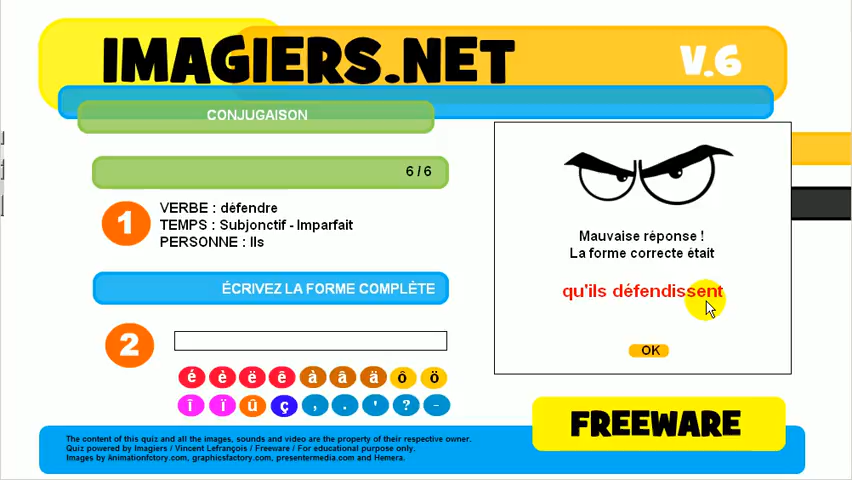 IMAGIERS.NET
V.6
CONJUGAISON
6 / 6
1
VERBE : défendre
TEMPS : Subjonctif - Imparfait
PERSONNE : Ils
ÉCRIVEZ LA FORME COMPLÈTE
2
é è ë ê à â ä ô ö
î ï û ç , . ' ? -
Mauvaise réponse !
La forme correcte était
qu'ils défendissent
OK
FREEWARE
The content of this quiz and all the images, sounds and video are the property of their respective owner.
Quiz powered by Imagiers / Vincent Lefrançois / Freeware / For educational purpose only.
Images by Animationfctory.com, graphicsfactory.com, presentermedia.com and Hemera.